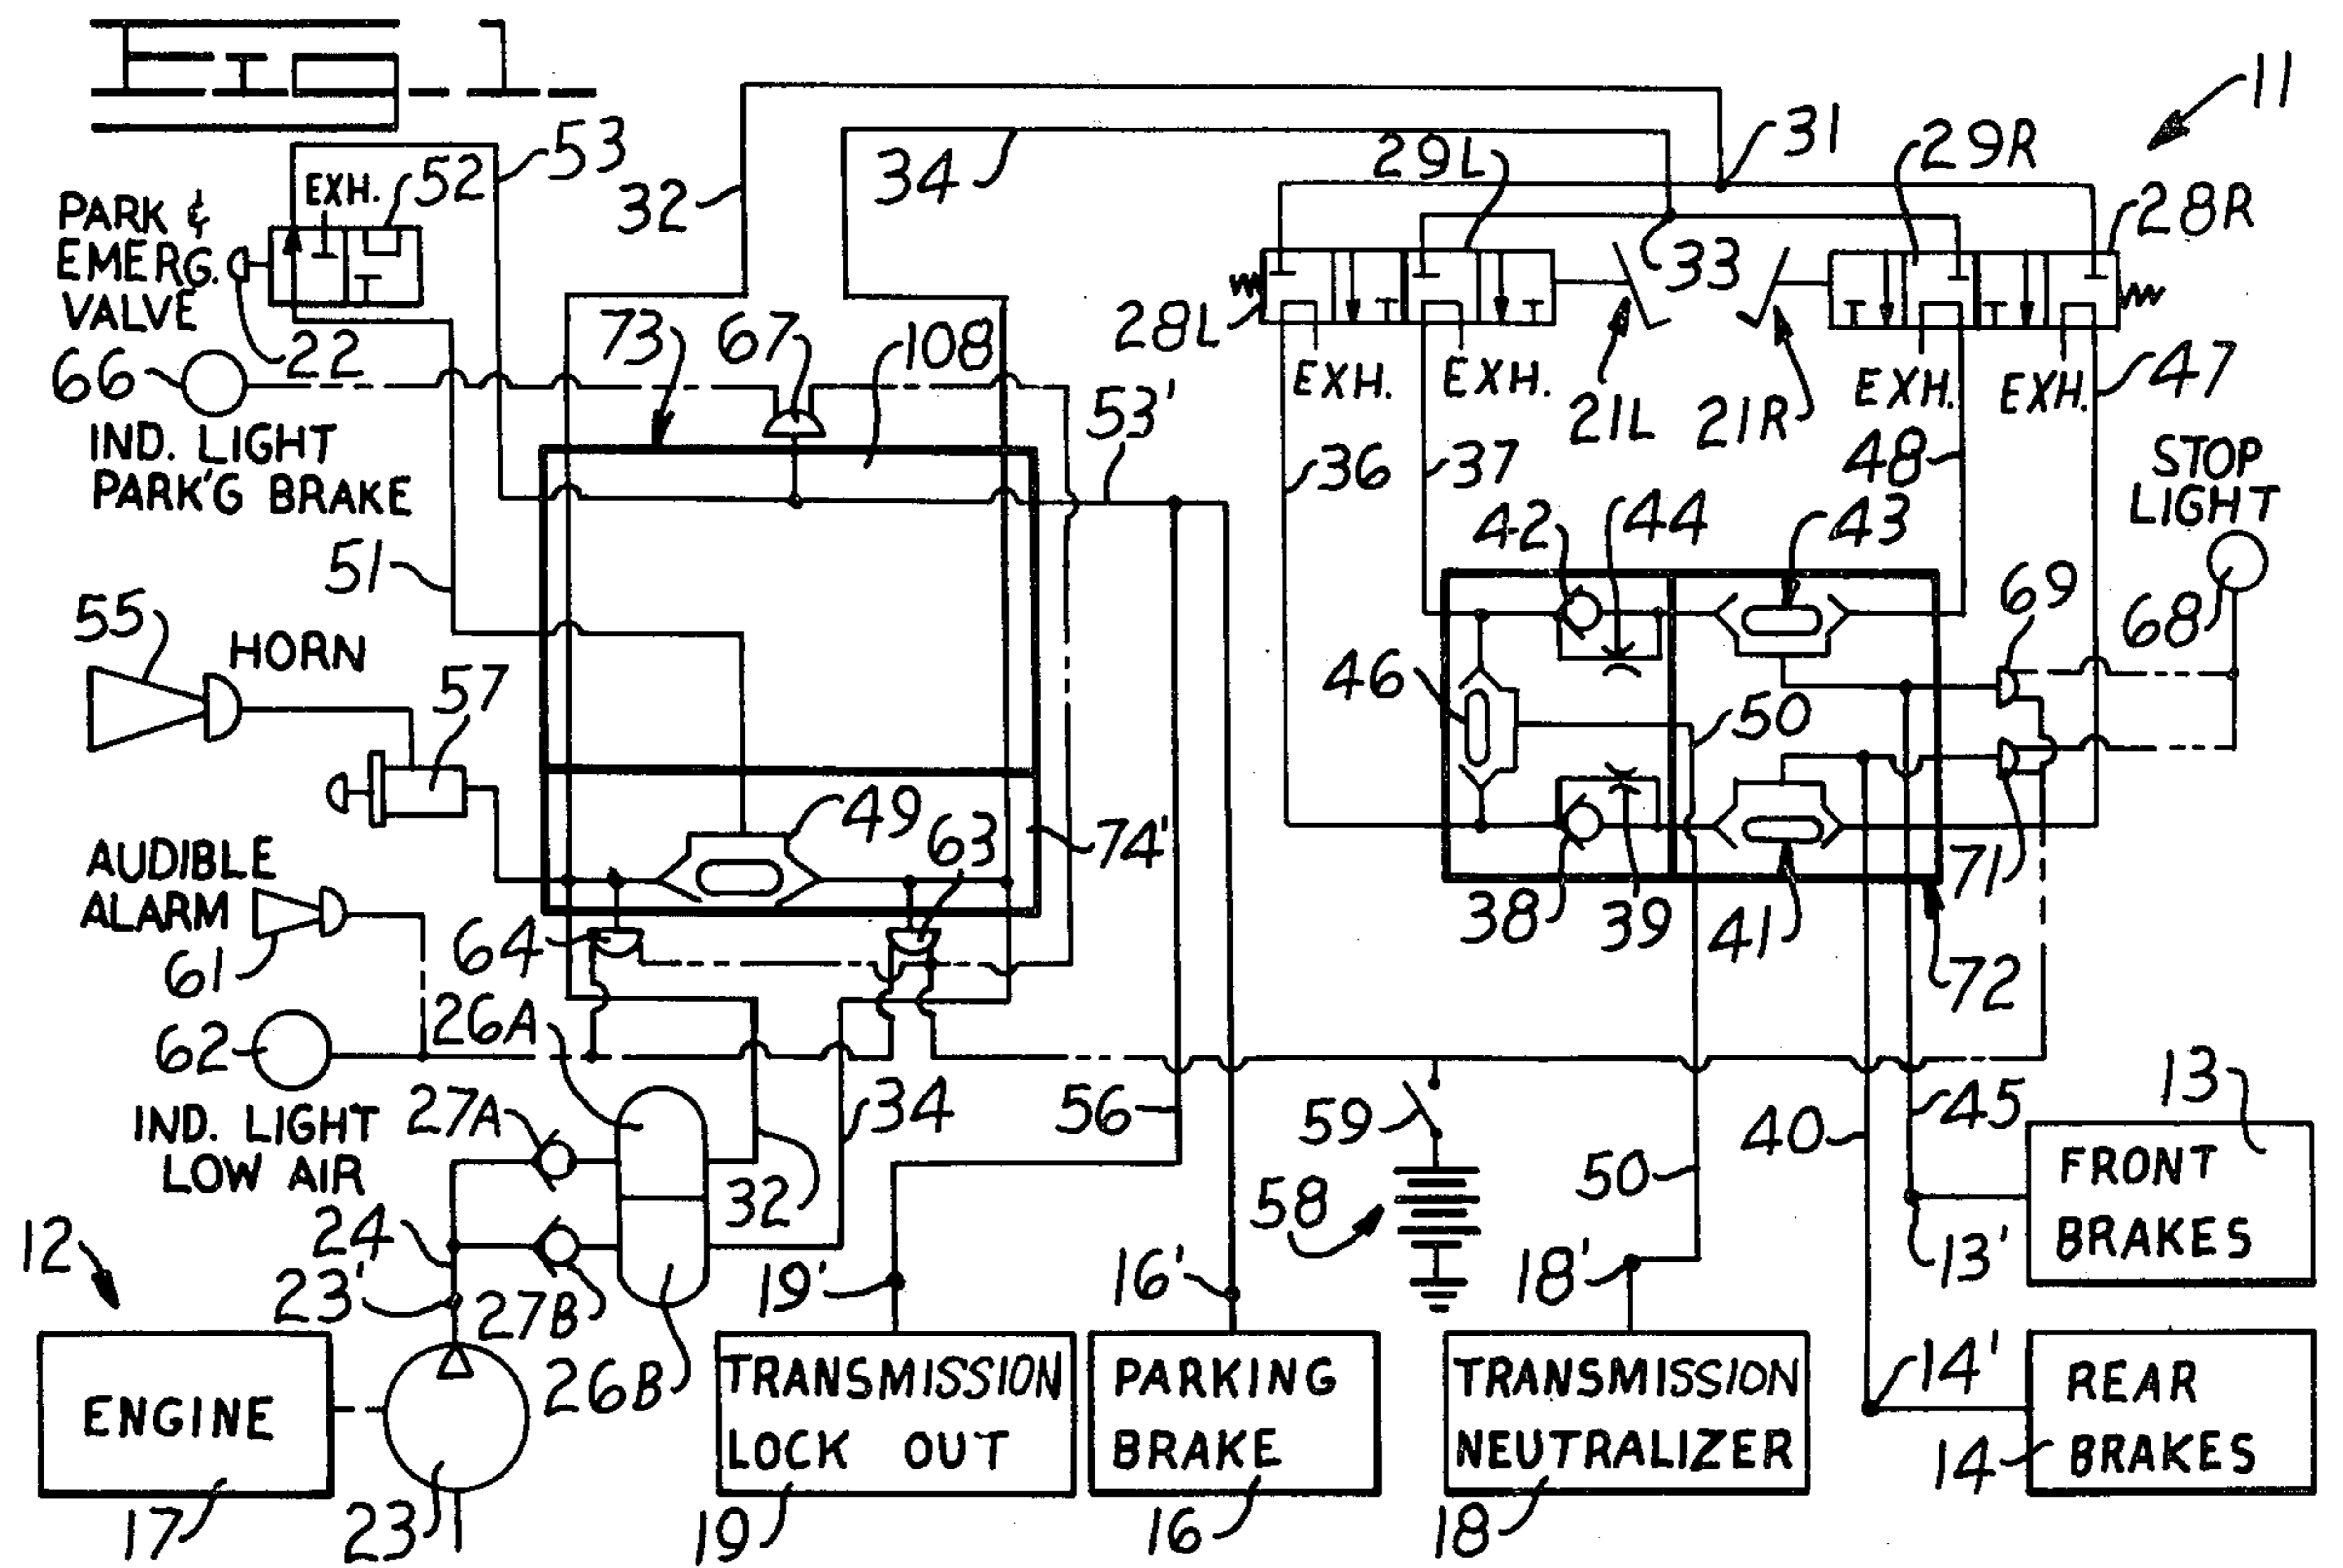 FIG. 1.
11
31
53
52
EXH.
PARK &
EMERG.
VALVE
22
32
34
29L
29R
28R
33
28L
EXH.
EXH.
21L
21R
EXH.
EXH.
47
66
IND. LIGHT
PARK'G BRAKE
73
67
108
53'
36
37
48
STOP
LIGHT
42
44
43
69
68
51
55
HORN
57
46
50
49
63
74'
71
AUDIBLE
ALARM
61
64
38
39
41
72
62
IND. LIGHT
LOW AIR
26A
27A
34
56
59
58
40
45
13
FRONT
BRAKES
13'
12
24
23'
27B
32
26B
19'
16'
50
18'
14'
ENGINE
17
23
TRANSMISSION
LOCK OUT
19
PARKING
BRAKE
16
TRANSMISSION
NEUTRALIZER
18
REAR
BRAKES
14